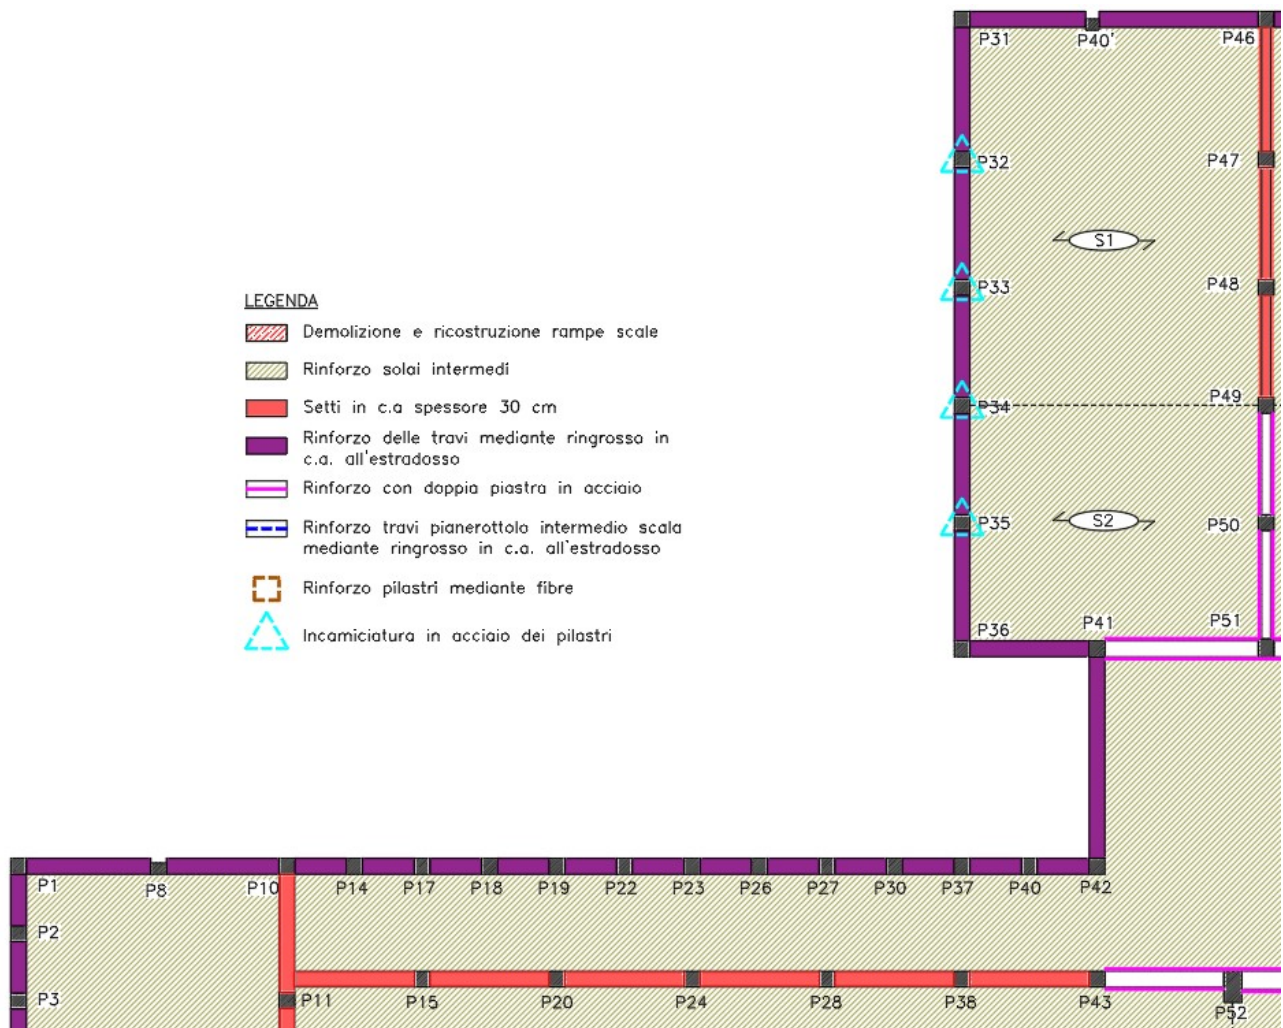 P31
P40'
P46
P32
P47
S1
P33
P48
LEGENDA
Demolizione e ricostruzione rampe scale
Rinforzo solai intermedi
Setti in c.a spessore 30 cm
Rinforzo delle travi mediante ringrosso in
c.a. all'estradosso
Rinforzo con doppia piastra in acciaio
Rinforzo travi pianerottolo intermedio scala
mediante ringrosso in c.a. all'estradosso
Rinforzo pilastri mediante fibre
Incamiciatura in acciaio dei pilastri
P34
P49
P35
S2
P50
P36
P41
P51
P1
P8
P10
P14
P17
P18
P19
P22
P23
P26
P27
P30
P37
P40
P42
P2
P3
P11
P15
P20
P24
P28
P38
P43
P52